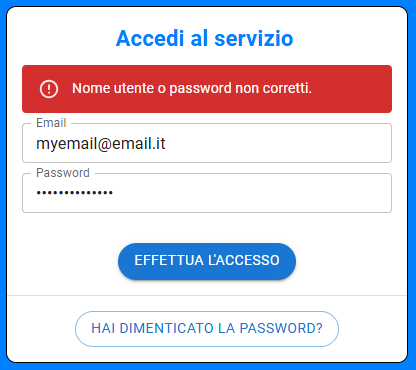 Accedi al servizio
Nome utente o password non corretti.
Email
myemail@email.it
Password
••••••••••••••
EFFETTUA L'ACCESSO
HAI DIMENTICATO LA PASSWORD?